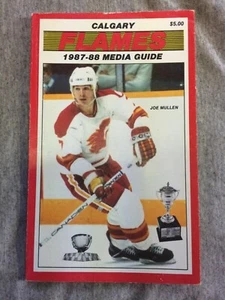 CALGARY
$5.00
FLAMES
1987-88 MEDIA GUIDE
JOE MULLEN